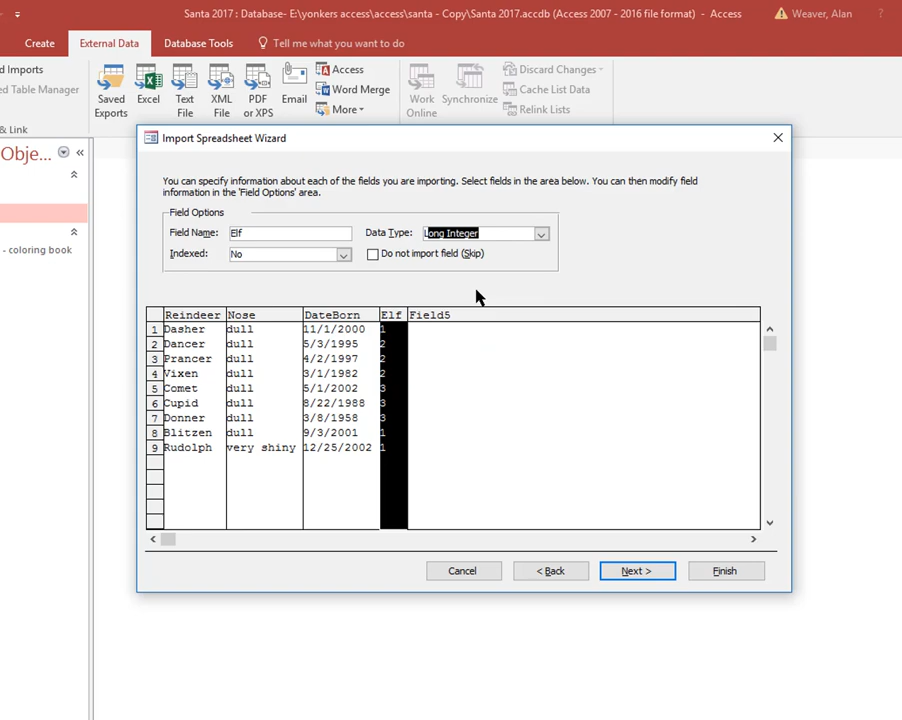 Santa 2017 : Database- E:\yonkers access\access\santa - Copy\Santa 2017.accdb (Access 2007 - 2016 file format) - Access Weaver, Alan ?
Create External Data Database Tools Tell me what you want to do
Imports
Table Manager
& Link
Saved Exports
Excel
Text File
XML File
PDF or XPS
Email
Access
Word Merge
More
Work Online
Synchronize
Discard Changes
Cache List Data
Relink Lists
Obje... «
- coloring book
Import Spreadsheet Wizard
You can specify information about each of the fields you are importing. Select fields in the area below. You can then modify field
information in the 'Field Options' area.
Field Options
Field Name: Elf Data Type: Long Integer
Indexed: No Do not import field (Skip)
Reindeer Nose DateBorn Elf Field5
1 Dasher dull 11/1/2000 1
2 Dancer dull 5/3/1995 2
3 Prancer dull 4/2/1997 2
4 Vixen dull 3/1/1982 2
5 Comet dull 5/1/2002 3
6 Cupid dull 8/22/1988 3
7 Donner dull 3/8/1958 3
8 Blitzen dull 9/3/2001 1
9 Rudolph very shiny 12/25/2002 1
Cancel < Back Next > Finish